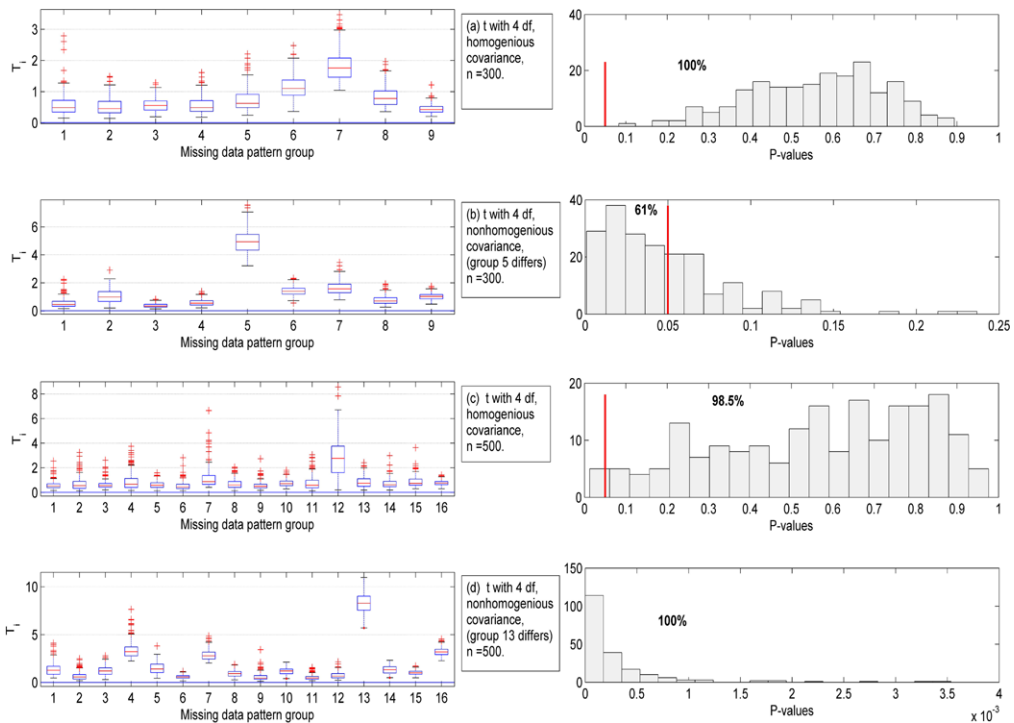 3
2
1
0
T_i
1 2 3 4 5 6 7 8 9
Missing data pattern group
(a) t with 4 df,
homogenious
covariance,
n =300.
40
20
0
100%
0 0.1 0.2 0.3 0.4 0.5 0.6 0.7 0.8 0.9 1
P-values
6
4
2
0
T_i
1 2 3 4 5 6 7 8 9
Missing data pattern group
(b) t with 4 df,
nonhomogenious
covariance,
(group 5 differs)
n =300.
40
20
0
61%
0 0.05 0.1 0.15 0.2 0.25
P-values
8
6
4
2
0
T_i
1 2 3 4 5 6 7 8 9 10 11 12 13 14 15 16
Missing data pattern group
(c) t with 4 df,
homogenious
covariance,
n =500.
20
10
0
98.5%
0 0.1 0.2 0.3 0.4 0.5 0.6 0.7 0.8 0.9 1
P-values
10
5
0
T_i
1 2 3 4 5 6 7 8 9 10 11 12 13 14 15 16
Missing data pattern group
(d) t with 4 df,
nonhomogenious
covariance,
(group 13 differs)
n =500.
150
100
50
0
100%
0 0.5 1 1.5 2 2.5 3 3.5 4
P-values
x 10⁻³